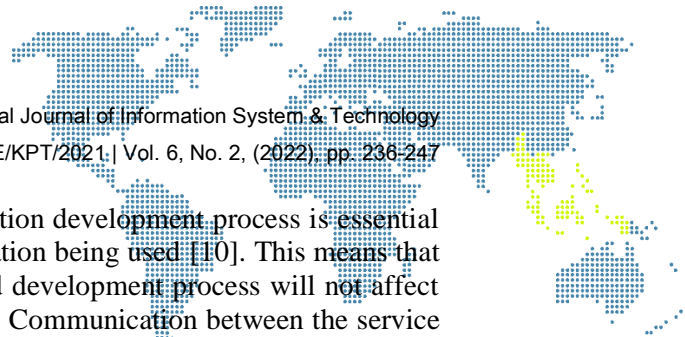 al Journal of Information System & Technology
E/KPT/2021 | Vol. 6, No. 2, (2022), pp. 236-247
tion development process is essential
ation being used [10]. This means that
d development process will not affect
Communication between the service